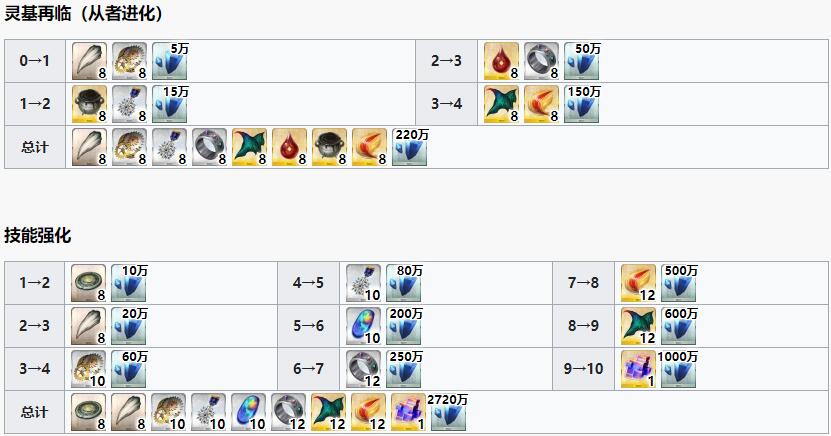 灵基再临（从者进化）
0→1 8 8 5万 2→3 8 8 50万
1→2 8 8 15万 3→4 8 8 150万
总计 8 8 8 8 8 8 8 8 220万
技能强化
1→2 8 10万 4→5 10 80万 7→8 12 500万
2→3 8 20万 5→6 10 200万 8→9 12 600万
3→4 10 60万 6→7 12 250万 9→10 1 1000万
总计 8 8 10 10 10 12 12 12 1 2720万